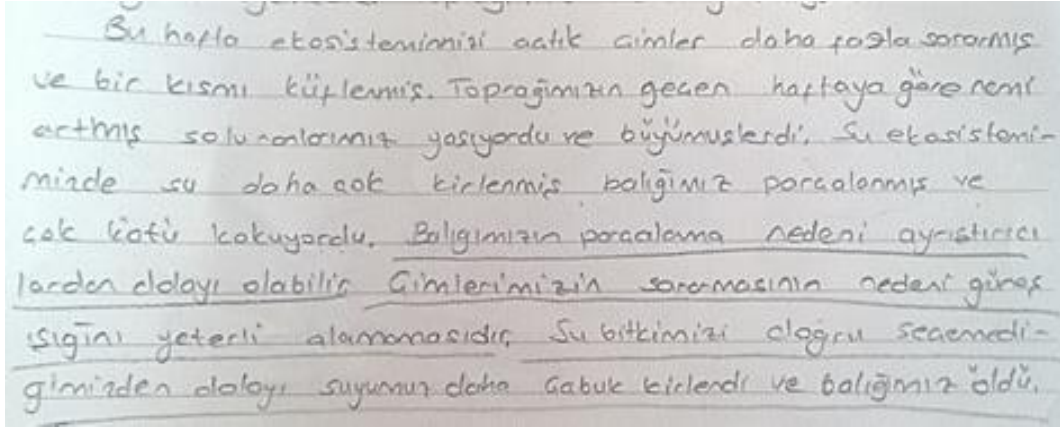 Bu hafta ekosistemimizi açtık çimler daha fazla sararmış
ve bir kısmı küflenmiş. Toprağımızın geçen haftaya göre nemi
artmış solucanlarımız yaşıyordu ve büyümüşlerdi. Su ekosistemi-
mizde su daha çok kirlenmiş balığımız parçalanmış ve
çok kötü kokuyordu. Balığımızın parçalanma nedeni ayrıştırıcı
lardan dolayı olabilir Çimlerimizin sararmasının nedeni güneş
ışığını yeterli alamamasıdır. Su bitkimizi doğru seçemedi-
ğimizden dolayı suyumuz daha çabuk kirlendi ve balığımız öldü.